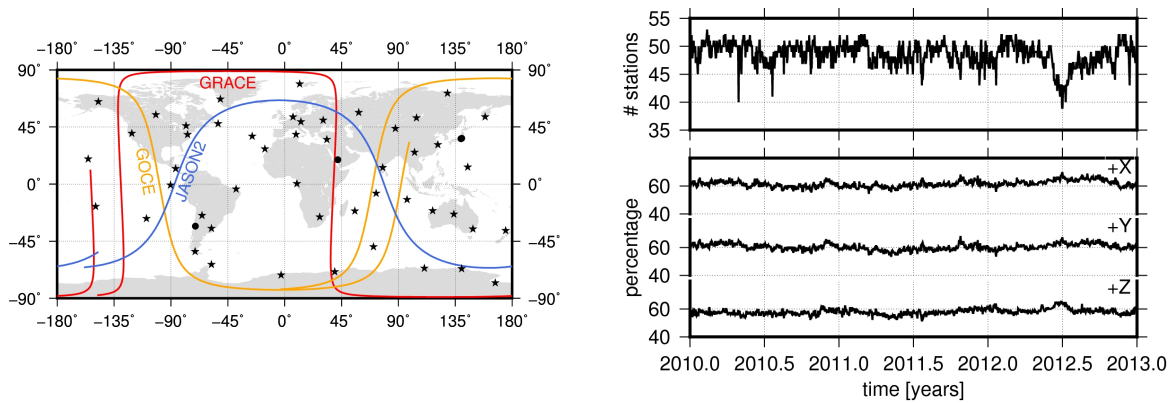 −180 −135 −90 −45 0˚ 45 90 135˚ 180˚
90˚ 90˚
45˚ 45˚
0˚ 0˚
−45˚ −45˚
−90˚ −90˚
−180 −135 −90 −45 0˚ 45 90 135˚ 180˚
GRACE
GOCE
JASON2
55
50
45
40
35
# stations
60
40
60
40
60
40
percentage
+X
+Y
+Z
2010.0 2010.5 2011.0 2011.5 2012.0 2012.5 2013.0
time [years]